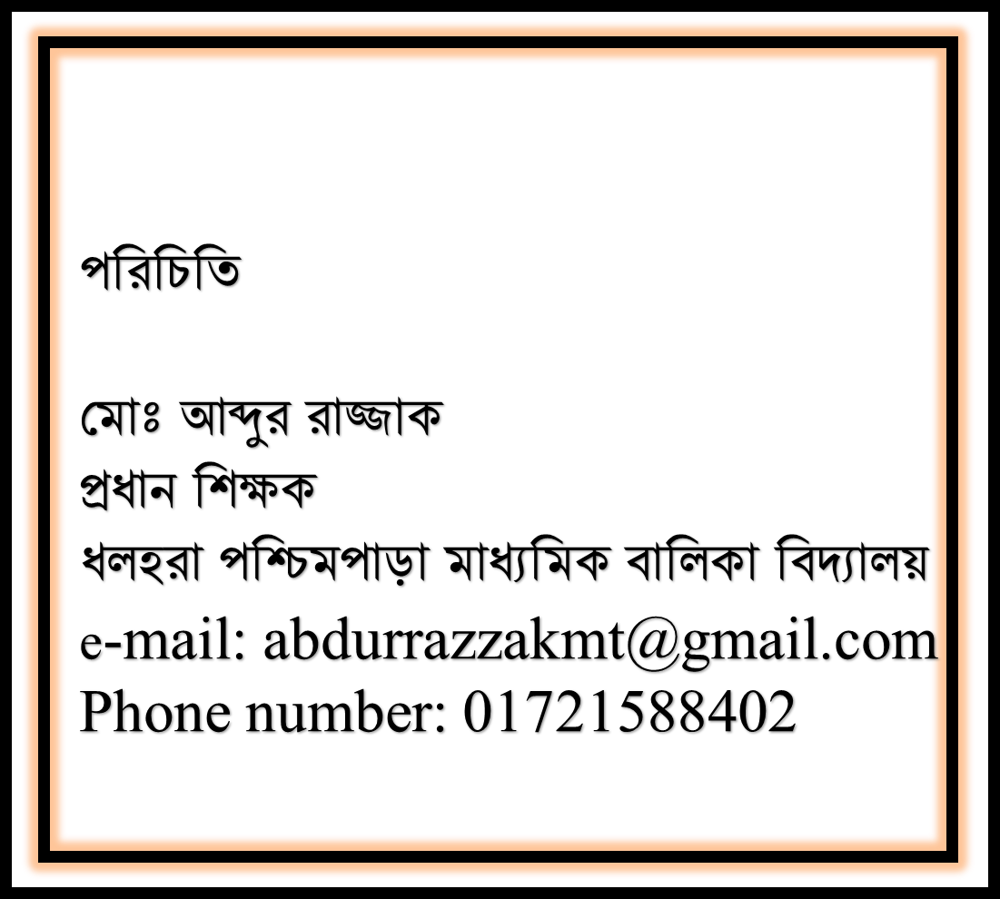 পরিচিতি
মোঃ আব্দুর রাজ্জাক
প্রধান শিক্ষক
ধলহরা পশ্চিমপাড়া মাধ্যমিক বালিকা বিদ্যালয়
e-mail: abdurrazzakmt@gmail.com
Phone number: 01721588402